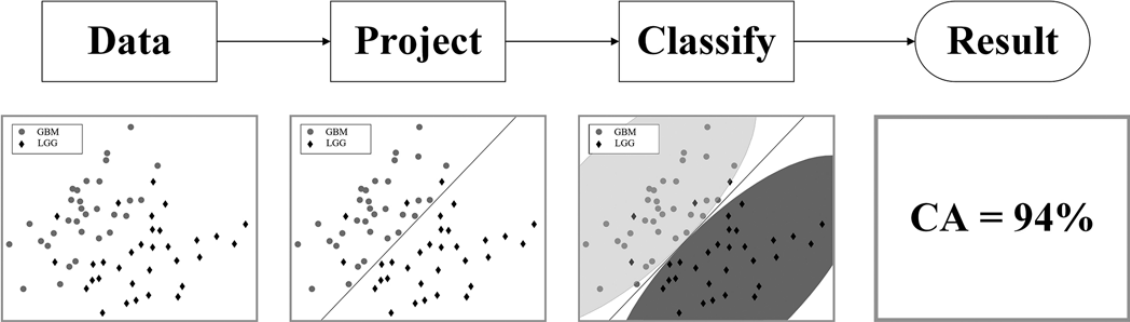 Data
Project
Classify
Result
GBM
LGG
GBM
LGG
GBM
LGG
CA = 94%